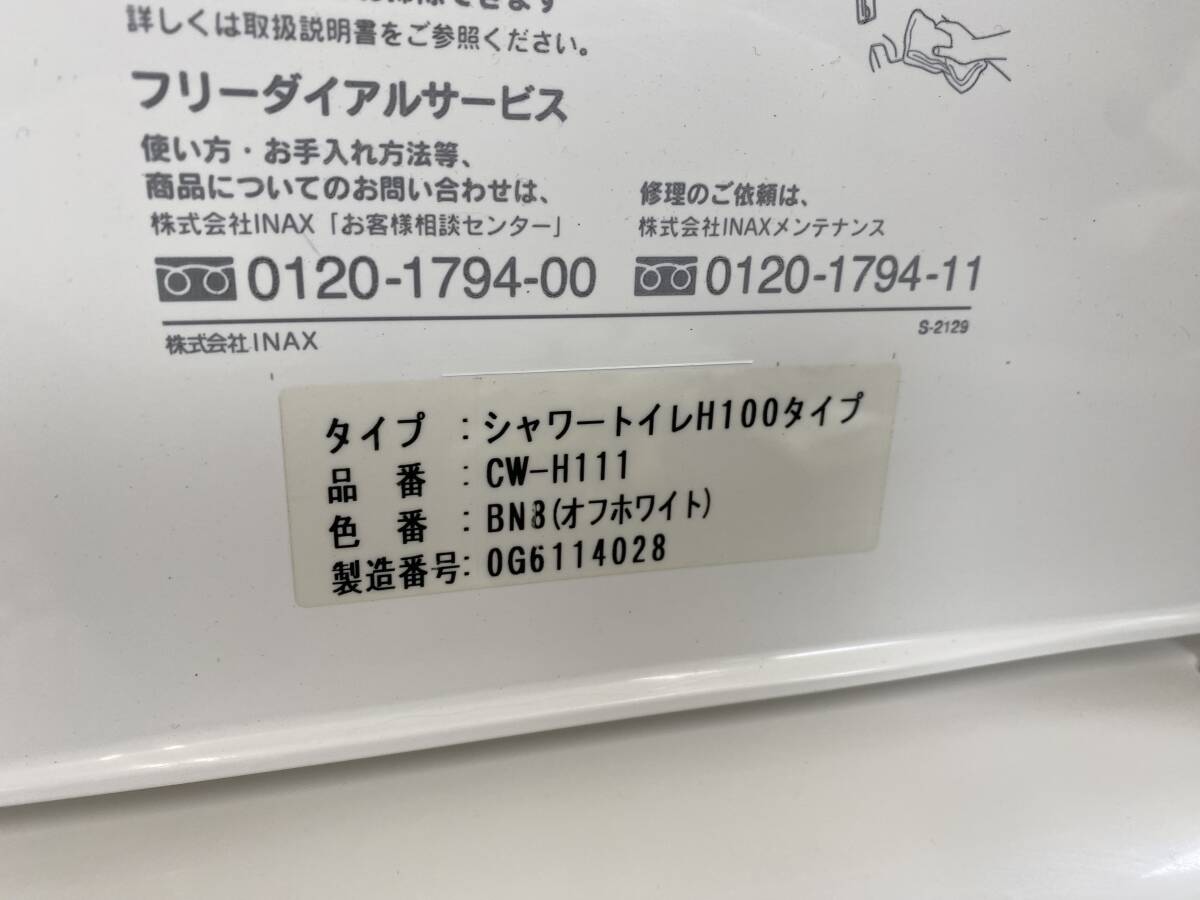 お掃除できます
詳しくは取扱説明書をご参照ください。
フリーダイアルサービス
使い方・お手入れ方法等、
商品についてのお問い合わせは、
株式会社INAX「お客様相談センター」
0120-1794-00
修理のご依頼は、
株式会社INAXメンテナンス
0120-1794-11
株式会社INAX
S-2129
タイプ:シャワートイレH100タイプ
品番:CW-H111
色番:BN8(オフホワイト)
製造番号:0G6114028